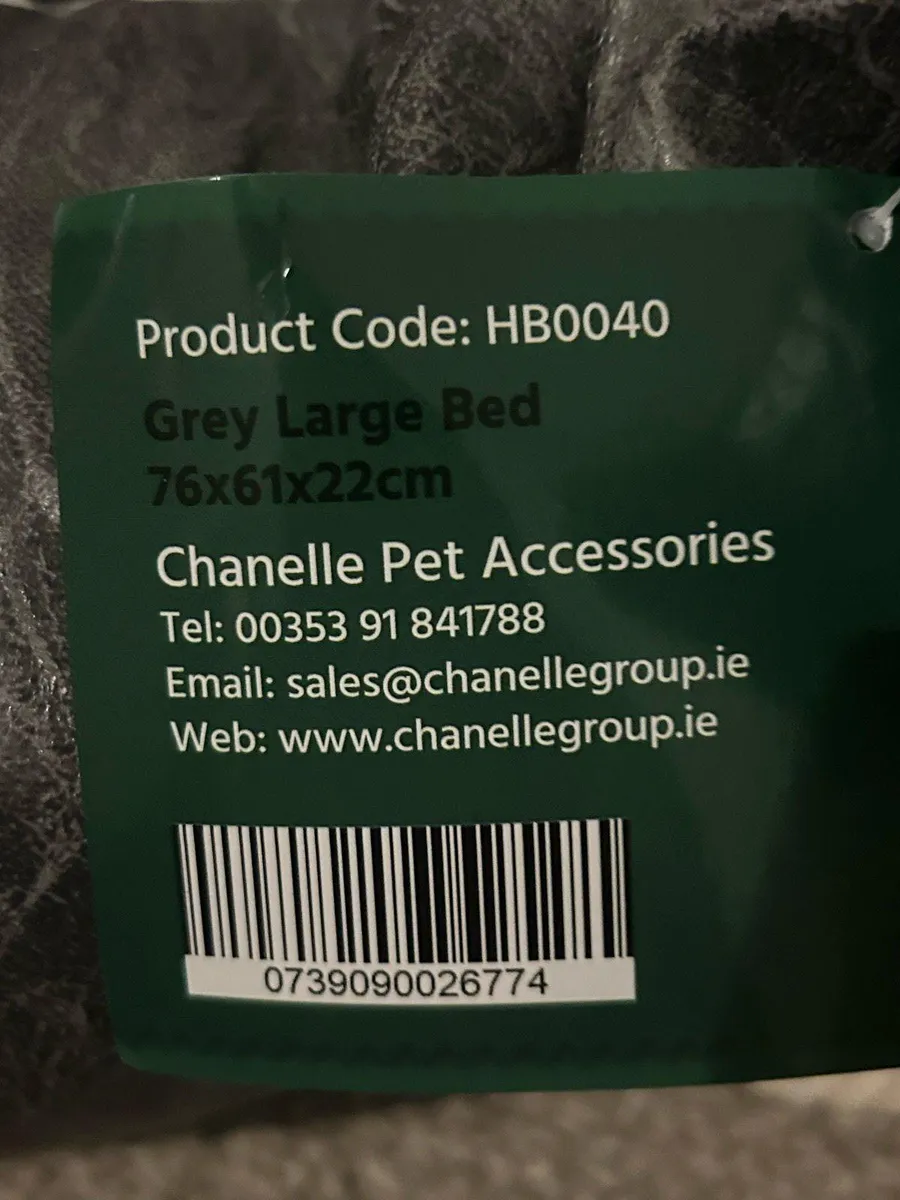 Product Code: HB0040
Grey Large Bed
76x61x22cm
Chanelle Pet Accessories
Tel: 00353 91 841788
Email: sales@chanellegroup.ie
Web: www.chanellegroup.ie
0739090026774